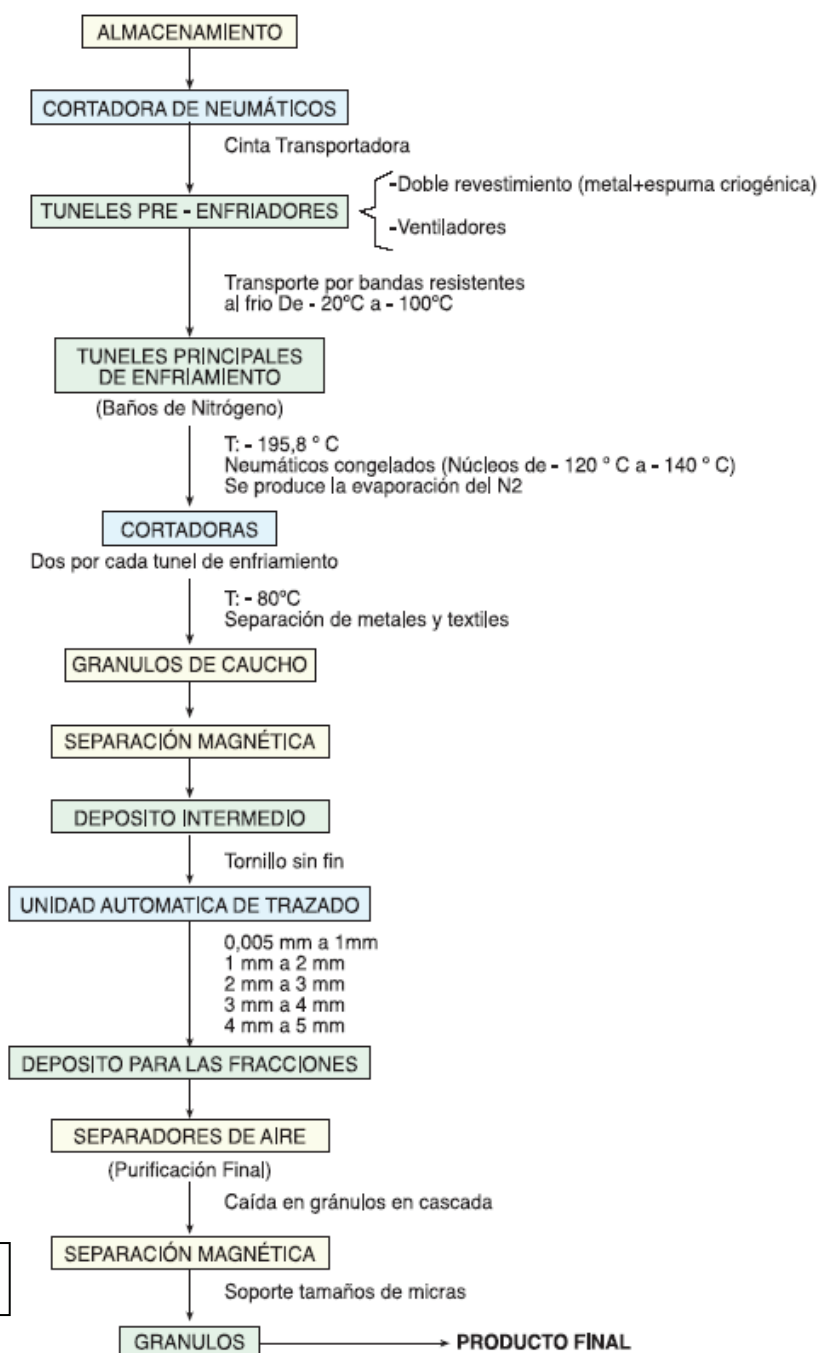 ALMACENAMIENTO
CORTADORA DE NEUMÁTICOS
Cinta Transportadora
-Doble revestimiento (metal+espuma criogénica)
TUNELES PRE - ENFRIADORES
-Ventiladores
Transporte por bandas resistentes
al frio De - 20ºC a - 100ºC
TUNELES PRINCIPALES
DE ENFRIAMIENTO
(Baños de Nitrógeno)
T: - 195,8 º C
Neumáticos congelados (Núcleos de - 120 º C a - 140 º C)
Se produce la evaporación del N2
CORTADORAS
Dos por cada tunel de enfriamiento
T: - 80ºC
Separación de metales y textiles
GRANULOS DE CAUCHO
SEPARACIÓN MAGNÉTICA
DEPOSITO INTERMEDIO
Tornillo sin fin
UNIDAD AUTOMATICA DE TRAZADO
0,005 mm a 1mm
1 mm a 2 mm
2 mm a 3 mm
3 mm a 4 mm
4 mm a 5 mm
DEPOSITO PARA LAS FRACCIONES
SEPARADORES DE AIRE
(Purificación Final)
Caída en gránulos en cascada
SEPARACIÓN MAGNÉTICA
Soporte tamaños de micras
GRANULOS
PRODUCTO FINAL